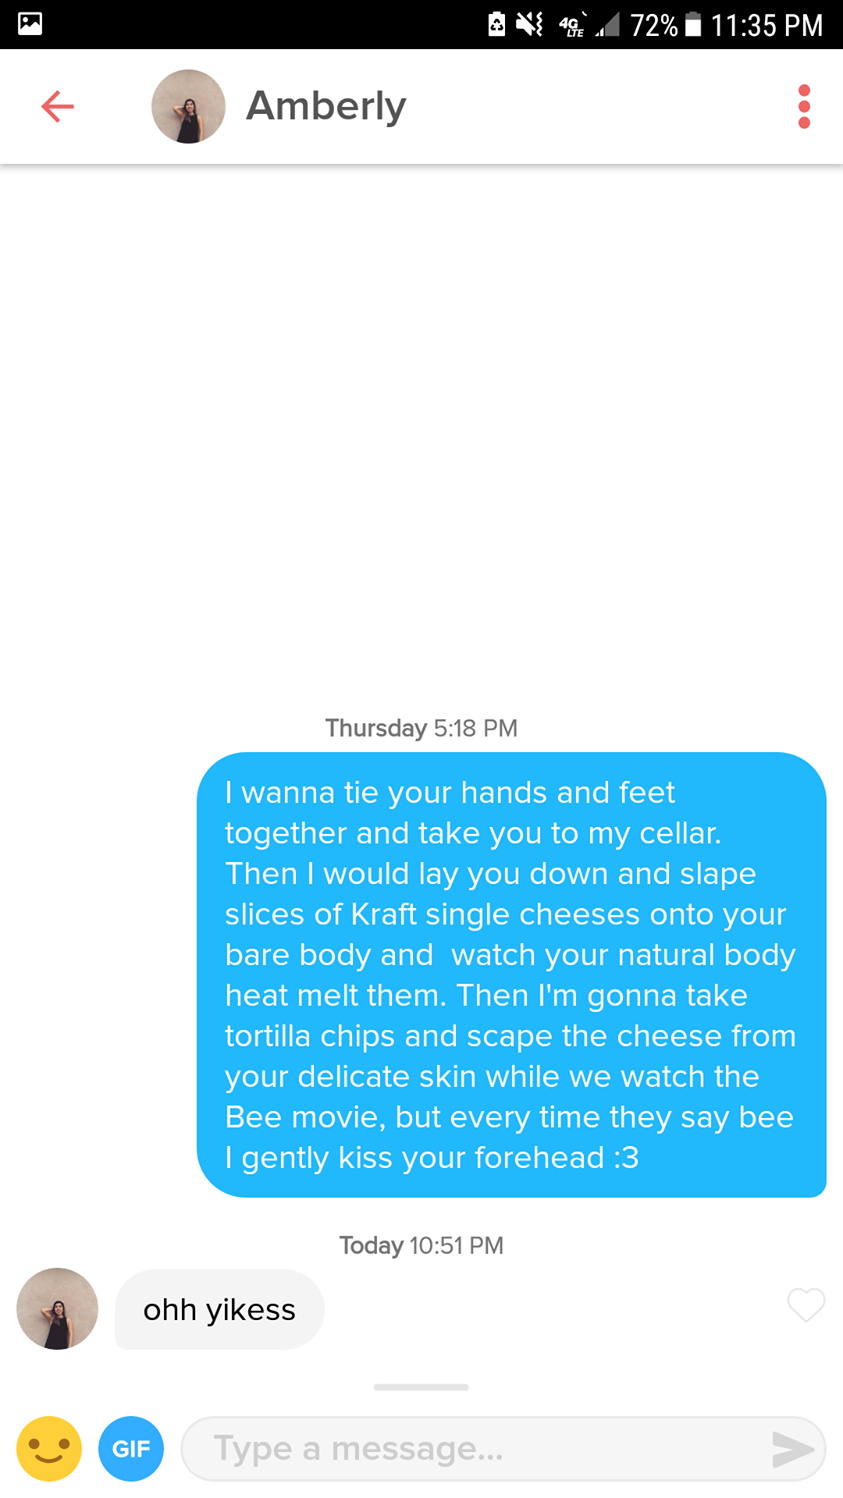 4G LTE 72% 11:35 PM
Amberly
Thursday 5:18 PM
I wanna tie your hands and feet
together and take you to my cellar.
Then I would lay you down and slape
slices of Kraft single cheeses onto your
bare body and  watch your natural body
heat melt them. Then I'm gonna take
tortilla chips and scape the cheese from
your delicate skin while we watch the
Bee movie, but every time they say bee
I gently kiss your forehead :3
Today 10:51 PM
ohh yikess
GIF Type a message...